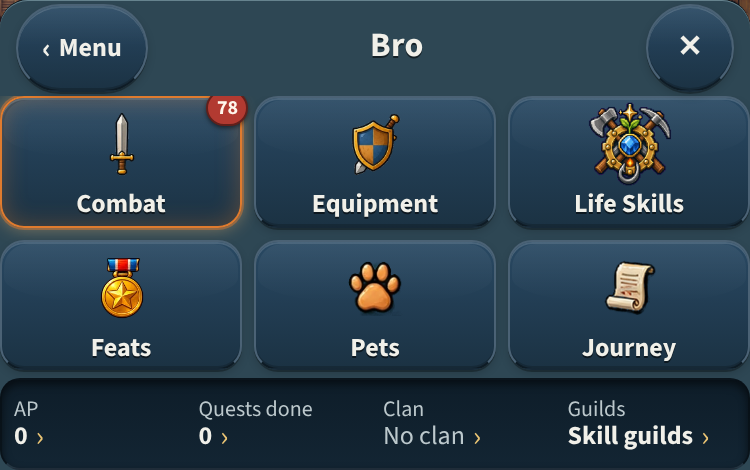 ‹ Menu
Bro
✕
78
Combat
Equipment
Life Skills
Feats
Pets
Journey
AP
0 ›
Quests done
0 ›
Clan
No clan ›
Guilds
Skill guilds ›